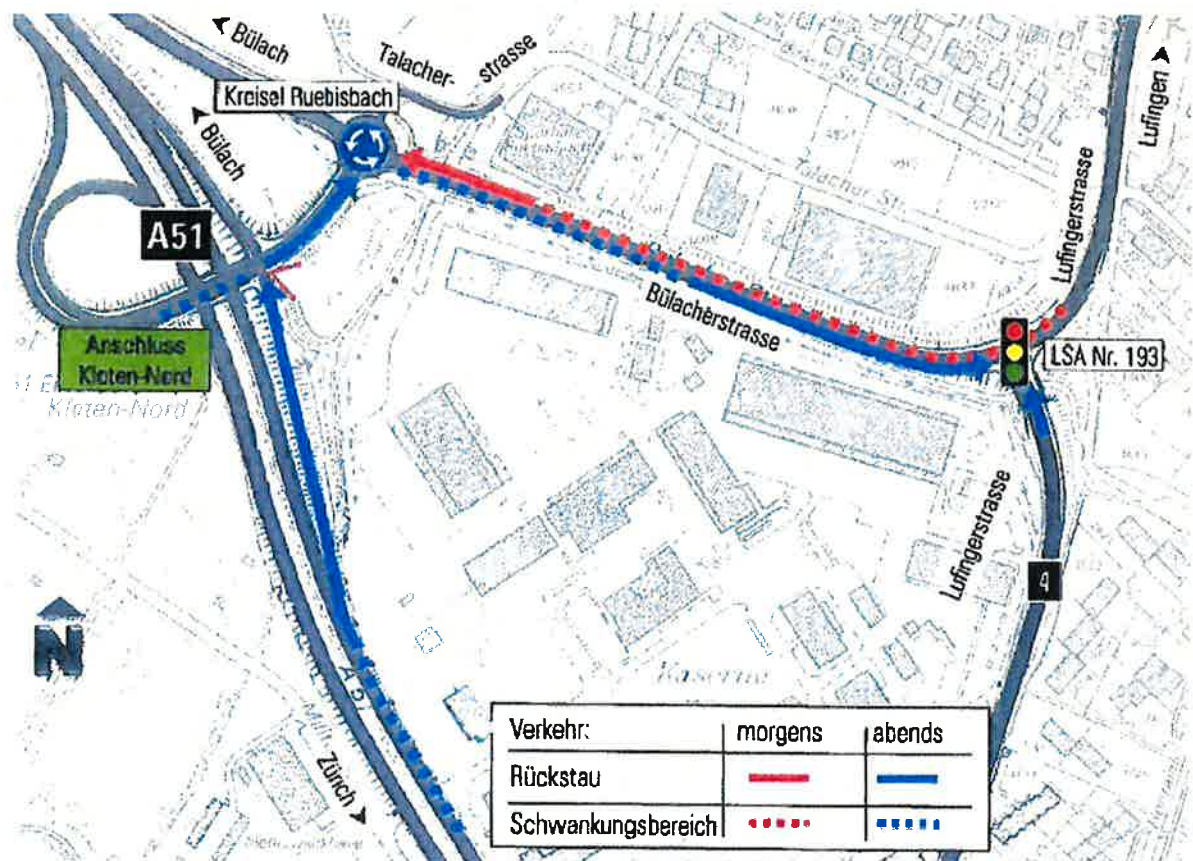 Bülach
Talacher-
strasse
Kreisel Ruebisbach
Bülach
Lufingen
Talacher-St.
Lufingerstrasse
A51
Bülacherstrasse
LSA Nr. 193
Anschluss
Kloten-Nord
Kloten-Nord
Lufingerstrasse
4
N
Kaserne
Zürich
Verkehr: morgens abends
Rückstau
Schwankungsbereich